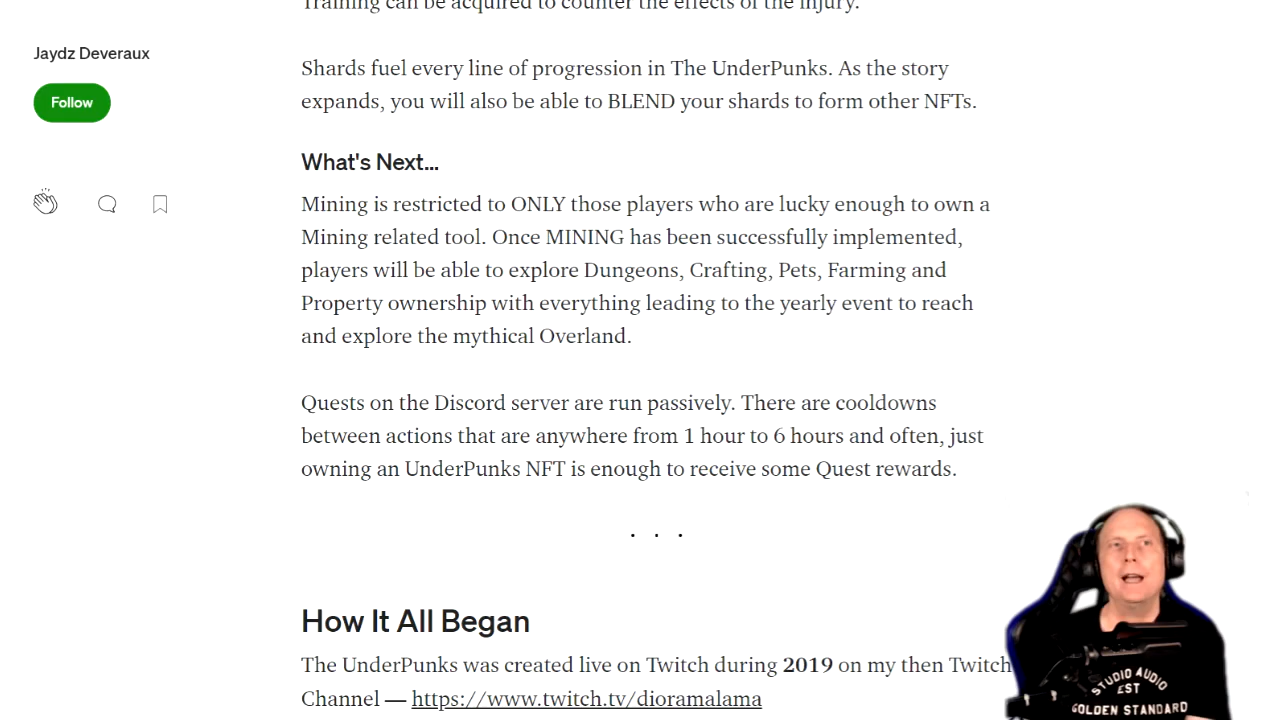 Training can be acquired to counter the effects of the injury.
Jaydz Deveraux
Follow
Shards fuel every line of progression in The UnderPunks. As the story
expands, you will also be able to BLEND your shards to form other NFTs.
What's Next...
Mining is restricted to ONLY those players who are lucky enough to own a
Mining related tool. Once MINING has been successfully implemented,
players will be able to explore Dungeons, Crafting, Pets, Farming and
Property ownership with everything leading to the yearly event to reach
and explore the mythical Overland.
Quests on the Discord server are run passively. There are cooldowns
between actions that are anywhere from 1 hour to 6 hours and often, just
owning an UnderPunks NFT is enough to receive some Quest rewards.
. . .
How It All Began
The UnderPunks was created live on Twitch during 2019 on my then Twitch
Channel — https://www.twitch.tv/dioramalama
STUDIO AUDIO
EST
GOLDEN STANDARD